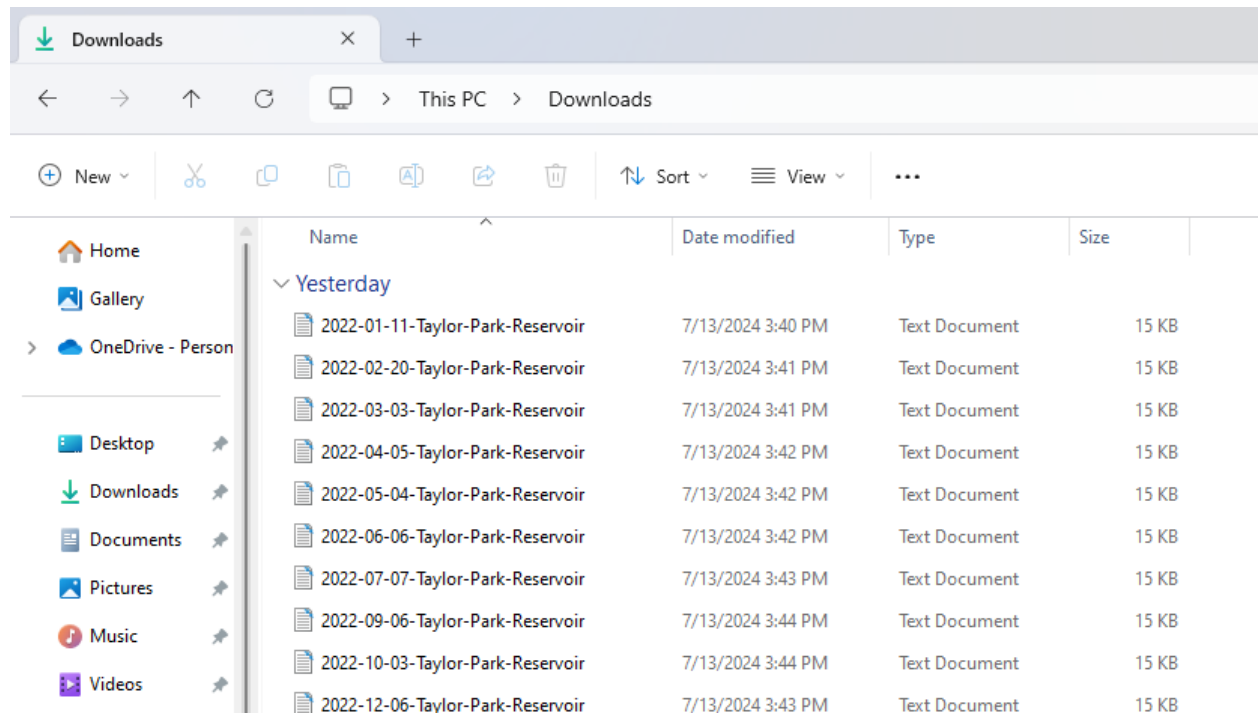 Downloads
This PC > Downloads
New Sort View
Name Date modified Type Size
Home
Gallery
OneDrive - Person
Desktop
Downloads
Documents
Pictures
Music
Videos
Yesterday
2022-01-11-Taylor-Park-Reservoir 7/13/2024 3:40 PM Text Document 15 KB
2022-02-20-Taylor-Park-Reservoir 7/13/2024 3:41 PM Text Document 15 KB
2022-03-03-Taylor-Park-Reservoir 7/13/2024 3:41 PM Text Document 15 KB
2022-04-05-Taylor-Park-Reservoir 7/13/2024 3:42 PM Text Document 15 KB
2022-05-04-Taylor-Park-Reservoir 7/13/2024 3:42 PM Text Document 15 KB
2022-06-06-Taylor-Park-Reservoir 7/13/2024 3:42 PM Text Document 15 KB
2022-07-07-Taylor-Park-Reservoir 7/13/2024 3:43 PM Text Document 15 KB
2022-09-06-Taylor-Park-Reservoir 7/13/2024 3:44 PM Text Document 15 KB
2022-10-03-Taylor-Park-Reservoir 7/13/2024 3:44 PM Text Document 15 KB
2022-12-06-Taylor-Park-Reservoir 7/13/2024 3:43 PM Text Document 15 KB